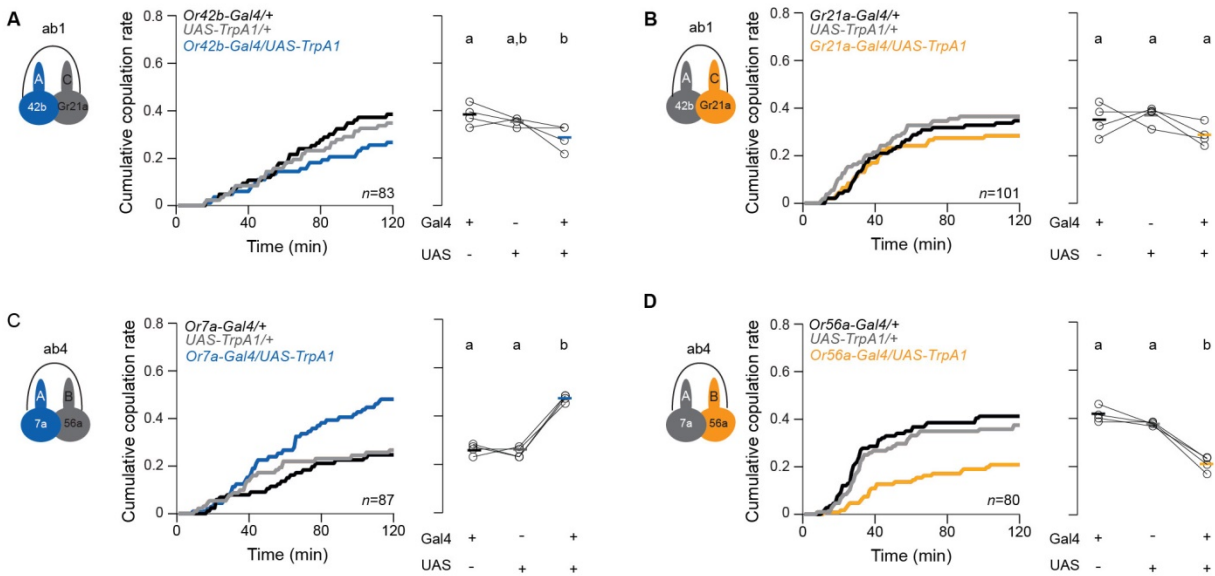 A
ab1
A
C
42b
Gr21a
Or42b-Gal4/+
UAS-TrpA1/+
Or42b-Gal4/UAS-TrpA1
Cumulative copulation rate
0.8
0.6
0.4
0.2
0
0
40
80
120
Time (min)
n=83
a
a,b
b
Gal4 + - +
UAS - + +
B
ab1
A
C
42b
Gr21a
Gr21a-Gal4/+
UAS-TrpA1/+
Gr21a-Gal4/UAS-TrpA1
Cumulative copulation rate
0.8
0.6
0.4
0.2
0
0
40
80
120
Time (min)
n=101
a
a
a
Gal4 + - +
UAS - + +
C
ab4
A
B
7a
56a
Or7a-Gal4/+
UAS-TrpA1/+
Or7a-Gal4/UAS-TrpA1
Cumulative copulation rate
0.8
0.6
0.4
0.2
0
0
40
80
120
Time (min)
n=87
a
a
b
Gal4 + - +
UAS - + +
D
ab4
A
B
7a
56a
Or56a-Gal4/+
UAS-TrpA1/+
Or56a-Gal4/UAS-TrpA1
Cumulative copulation rate
0.8
0.6
0.4
0.2
0
0
40
80
120
Time (min)
n=80
a
a
b
Gal4 + - +
UAS - + +